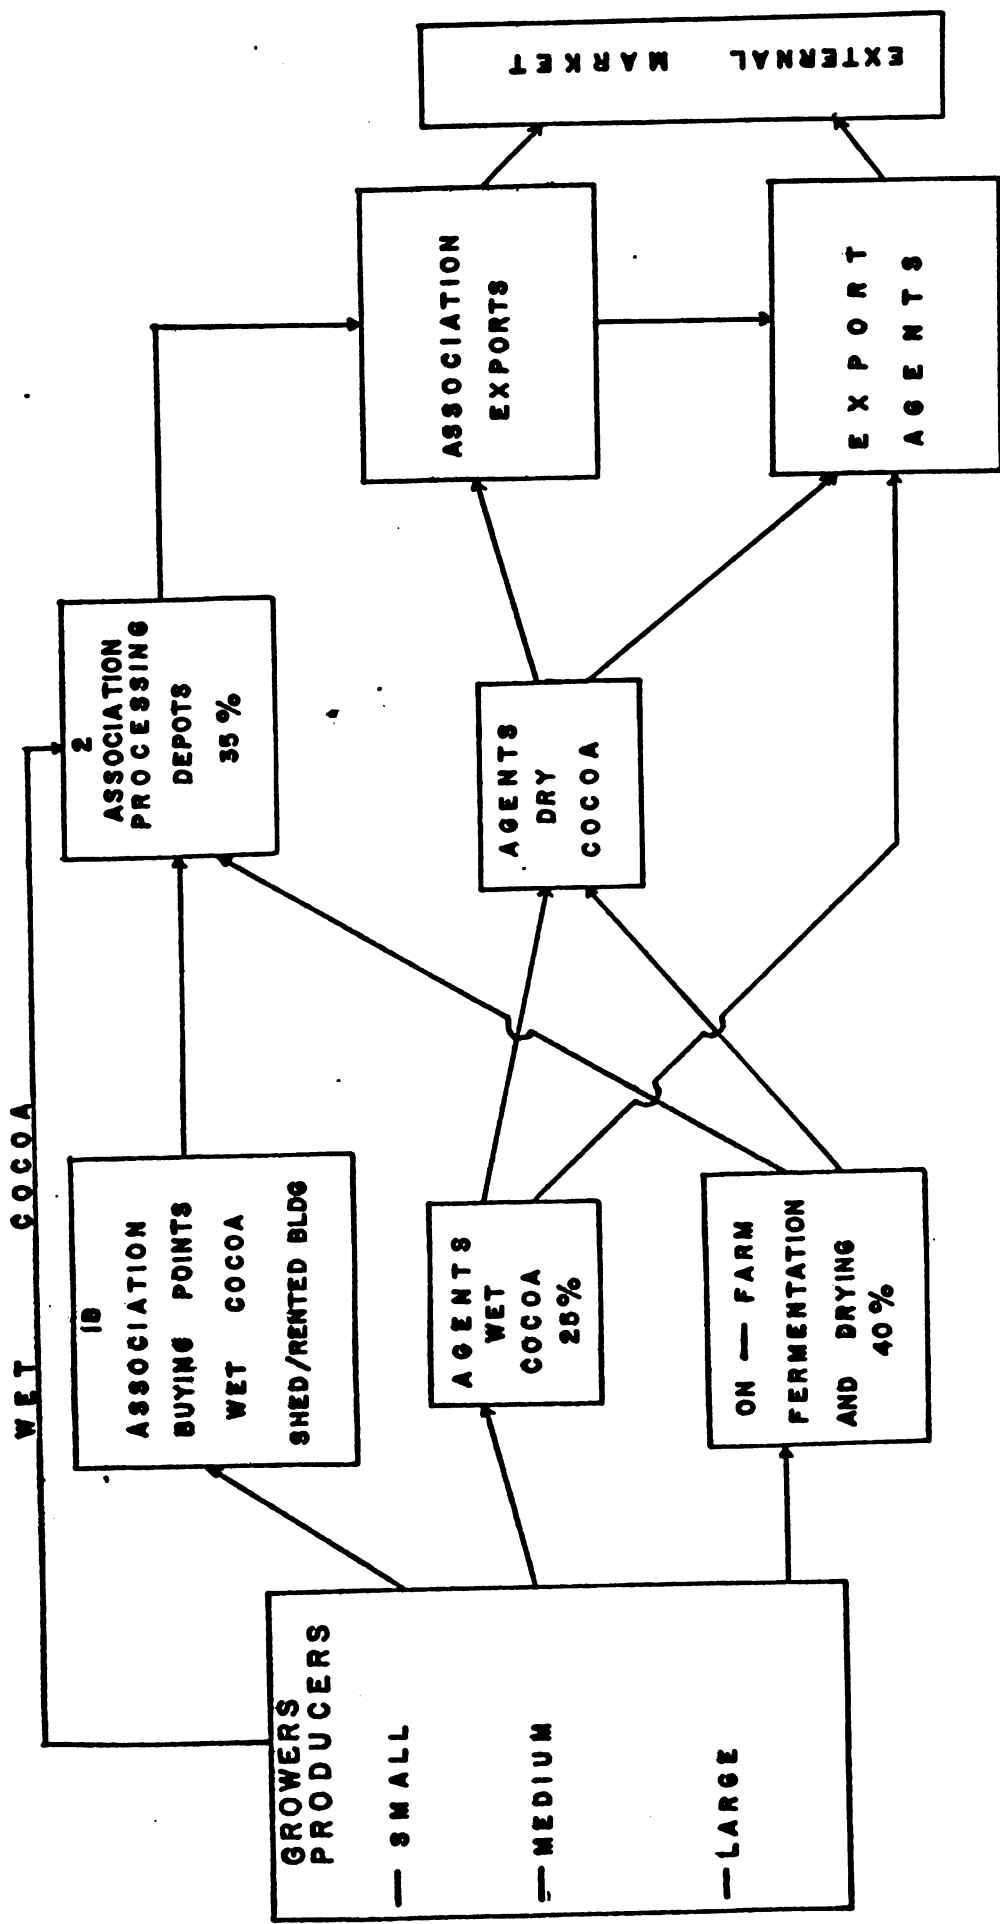 WET COCOA
GROWERS
PRODUCERS
— SMALL
— MEDIUM
— LARGE
18
ASSOCIATION
BUYING POINTS
WET COCOA
SHED/RENTED BLDG
AGENTS
WET
COCOA
25%
ON — FARM
FERMENTATION
AND DRYING
40%
2
ASSOCIATION
PROCESSING
DEPOTS
35%
AGENTS
DRY
COCOA
ASSOCIATION
EXPORTS
EXPORT
AGENTS
EXTERNAL MARKET